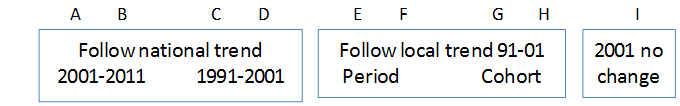 A B C D E F G H I
Follow national trend
2001-2011 1991-2001
Follow local trend 91-01
Period Cohort
2001 no
change